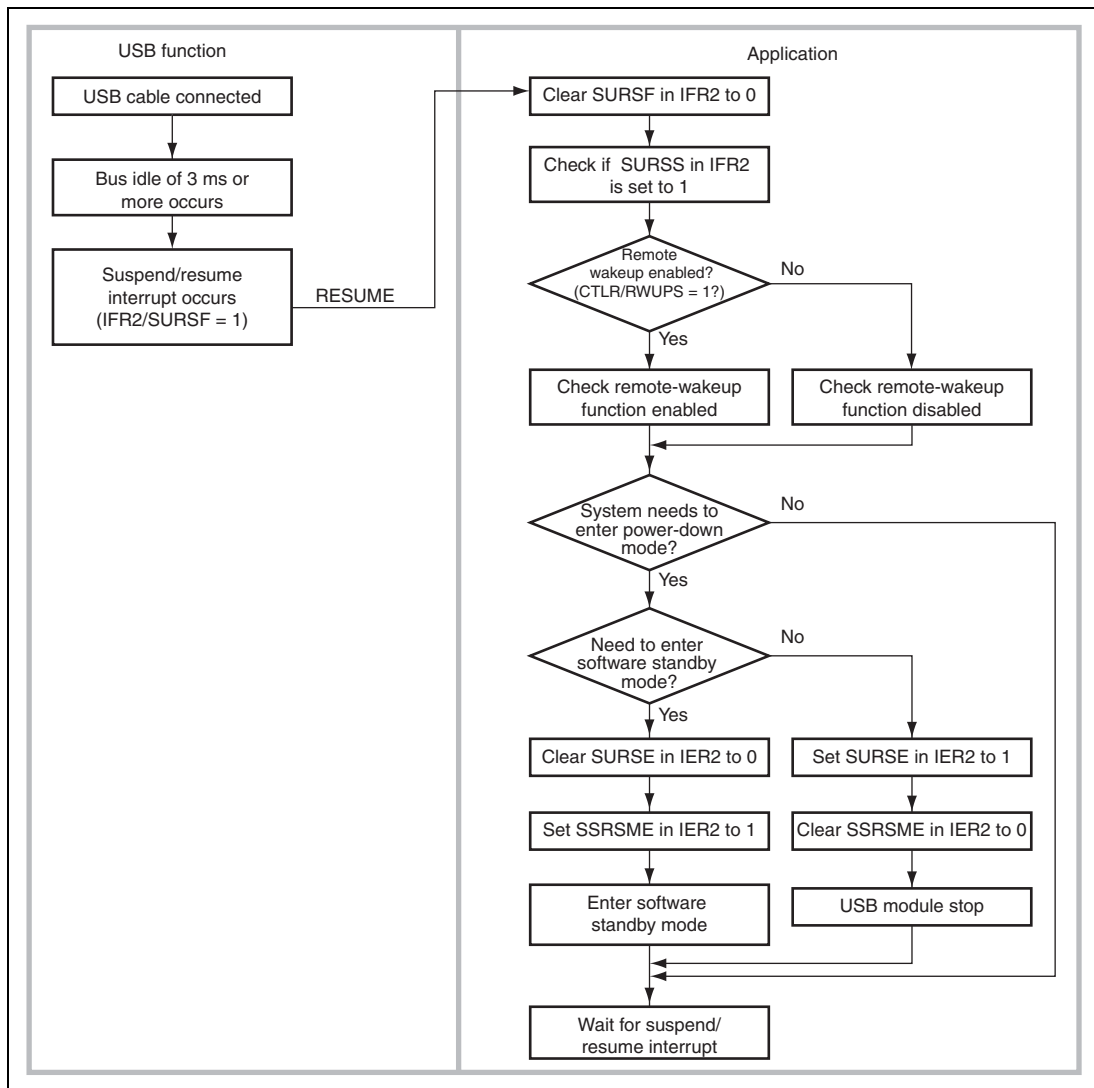 USB function
USB cable connected
Bus idle of 3 ms or
more occurs
Suspend/resume
interrupt occurs
(IFR2/SURSF = 1)
RESUME
Application
Clear SURSF in IFR2 to 0
Check if SURSS in IFR2
is set to 1
Remote
wakeup enabled?
(CTLR/RWUPS = 1?)
No
Yes
Check remote-wakeup
function enabled
Check remote-wakeup
function disabled
System needs to
enter power-down
mode?
No
Yes
Need to enter
software standby
mode?
No
Yes
Clear SURSE in IER2 to 0
Set SURSE in IER2 to 1
Set SSRSME in IER2 to 1
Clear SSRSME in IER2 to 0
Enter software
standby mode
USB module stop
Wait for suspend/
resume interrupt